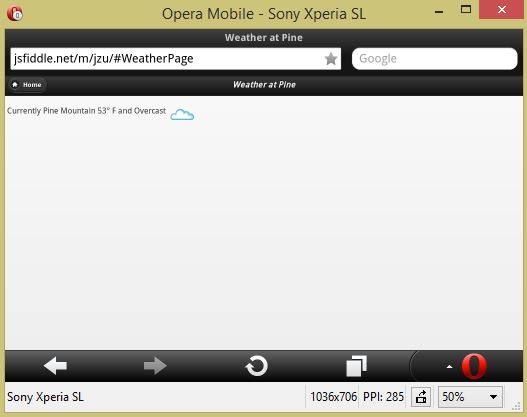 Opera Mobile - Sony Xperia SL
Weather at Pine
jsfiddle.net/m/jzu/#WeatherPage Google
Home Weather at Pine
Currently Pine Mountain 53° F and Overcast
Sony Xperia SL 1036x706 PPI: 285 50%